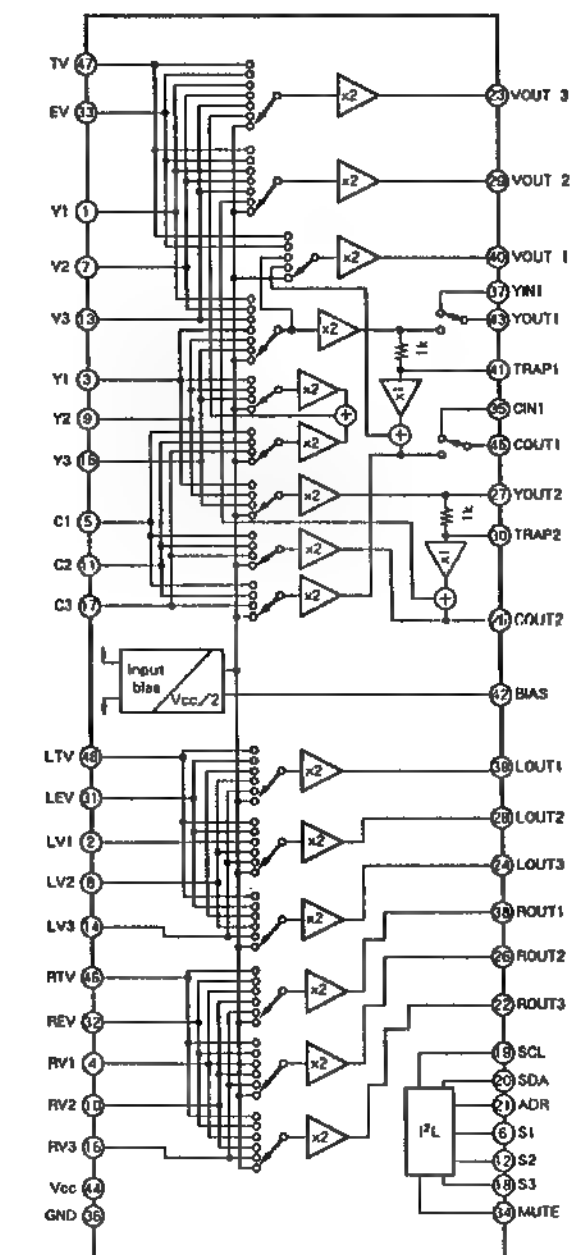 TV 47
EV 33
V1 1
V2 7
V3 13
Y1 3
Y2 9
Y3 15
C1 5
C2 11
C3 17
x2
x2
x2
x2
1k
x1
x2
x2
x2
1k
x2
x1
x2
23 VOUT 3
29 VOUT 2
40 VOUT 1
37 YIN1
43 YOUT1
41 TRAP1
35 CIN1
45 COUT1
27 YOUT2
30 TRAP2
25 COUT2
Input
bias
Vcc/2
42 BIAS
LTV 48
LEV 31
LV1 2
LV2 8
LV3 14
RTV 46
REV 32
RV1 4
RV2 10
RV3 16
Vcc 44
GND 36
x2
x2
x2
x2
x2
x2
39 LOUT1
28 LOUT2
24 LOUT3
38 ROUT1
26 ROUT2
22 ROUT3
I²L
19 SCL
20 SDA
21 ADR
6 S1
12 S2
18 S3
34 MUTE